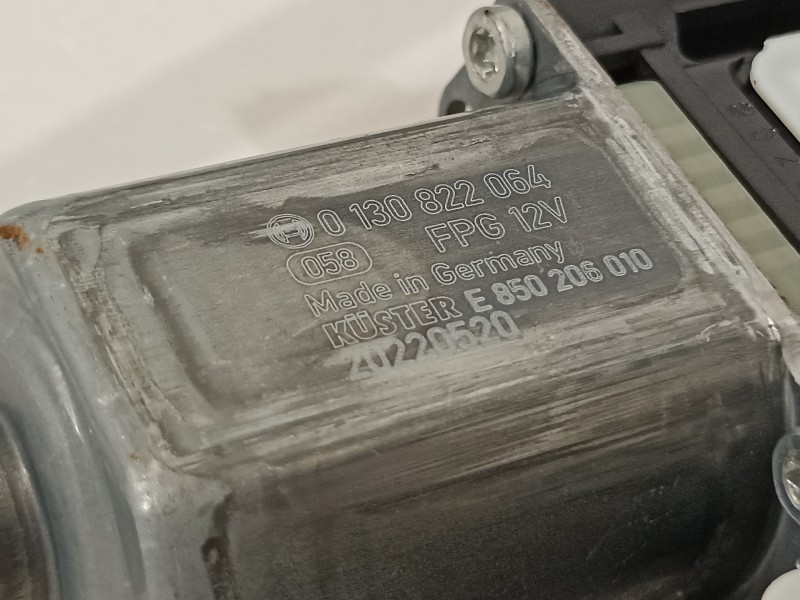 0 130 822 064
058 FPG 12V
Made in Germany
KÜSTER E 850 206 010
20220520